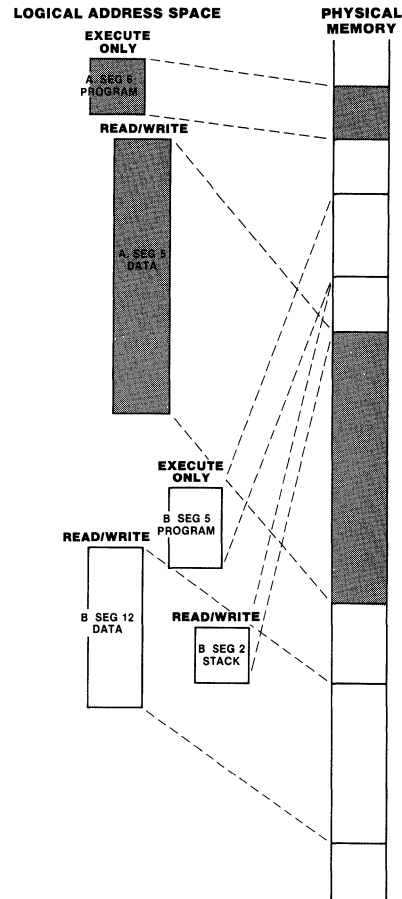 LOGICAL ADDRESS SPACE
PHYSICAL
MEMORY
EXECUTE
ONLY
A. SEG 6
PROGRAM
READ/WRITE
A. SEG 5
DATA
EXECUTE
ONLY
B SEG 5
PROGRAM
READ/WRITE
B SEG 12
DATA
READ/WRITE
B SEG 2
STACK